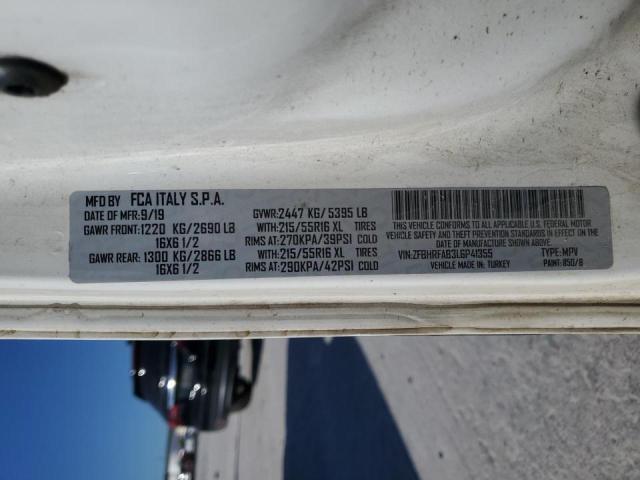 MFD BY FCA ITALY S.P.A.
DATE OF MFR: 9/19 GVWR: 2447 KG/ 5395 LB
GAWR FRONT: 1220 KG/2690 LB WITH: 215/55R16 XL TIRES
16X6 1/2 RIMS AT: 270KPA/39PSI COLD
GAWR REAR: 1300 KG/2866 LB WITH: 215/55R16 XL TIRES
16X6 1/2 RIMS AT: 290KPA/42PSI COLD
THIS VEHICLE CONFORMS TO ALL APPLICABLE U.S. FEDERAL MOTOR
VEHICLE SAFETY, BUMPER, AND THEFT PREVENTION STANDARDS IN
EFFECT ON THE DATE OF MANUFACTURE SHOWN ABOVE.
VIN: ZFBHRFAB3L6P41355 TYPE: MPV
VEHICLE MADE IN: TURKEY PAINT: 850/B